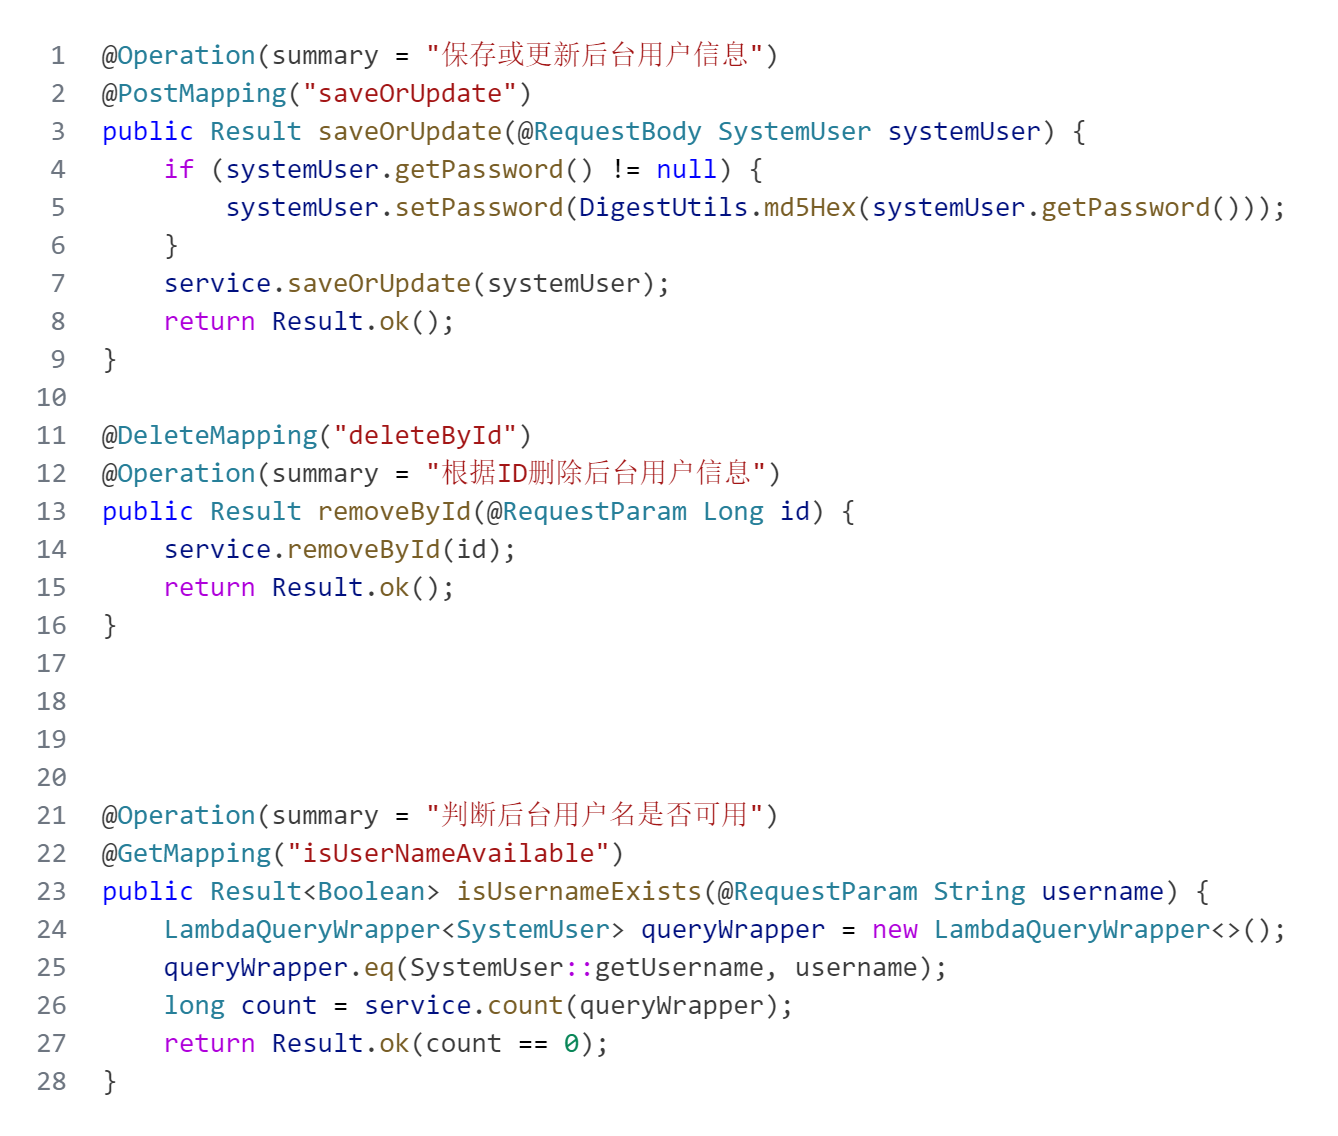 1 @Operation(summary = "保存或更新后台用户信息")
2 @PostMapping("saveOrUpdate")
3 public Result saveOrUpdate(@RequestBody SystemUser systemUser) {
4     if (systemUser.getPassword() != null) {
5         systemUser.setPassword(DigestUtils.md5Hex(systemUser.getPassword()));
6     }
7     service.saveOrUpdate(systemUser);
8     return Result.ok();
9 }
10
11 @DeleteMapping("deleteById")
12 @Operation(summary = "根据ID删除后台用户信息")
13 public Result removeById(@RequestParam Long id) {
14     service.removeById(id);
15     return Result.ok();
16 }
17
18
19
20
21 @Operation(summary = "判断后台用户名是否可用")
22 @GetMapping("isUserNameAvailable")
23 public Result<Boolean> isUsernameExists(@RequestParam String username) {
24     LambdaQueryWrapper<SystemUser> queryWrapper = new LambdaQueryWrapper<>();
25     queryWrapper.eq(SystemUser::getUsername, username);
26     long count = service.count(queryWrapper);
27     return Result.ok(count == 0);
28 }